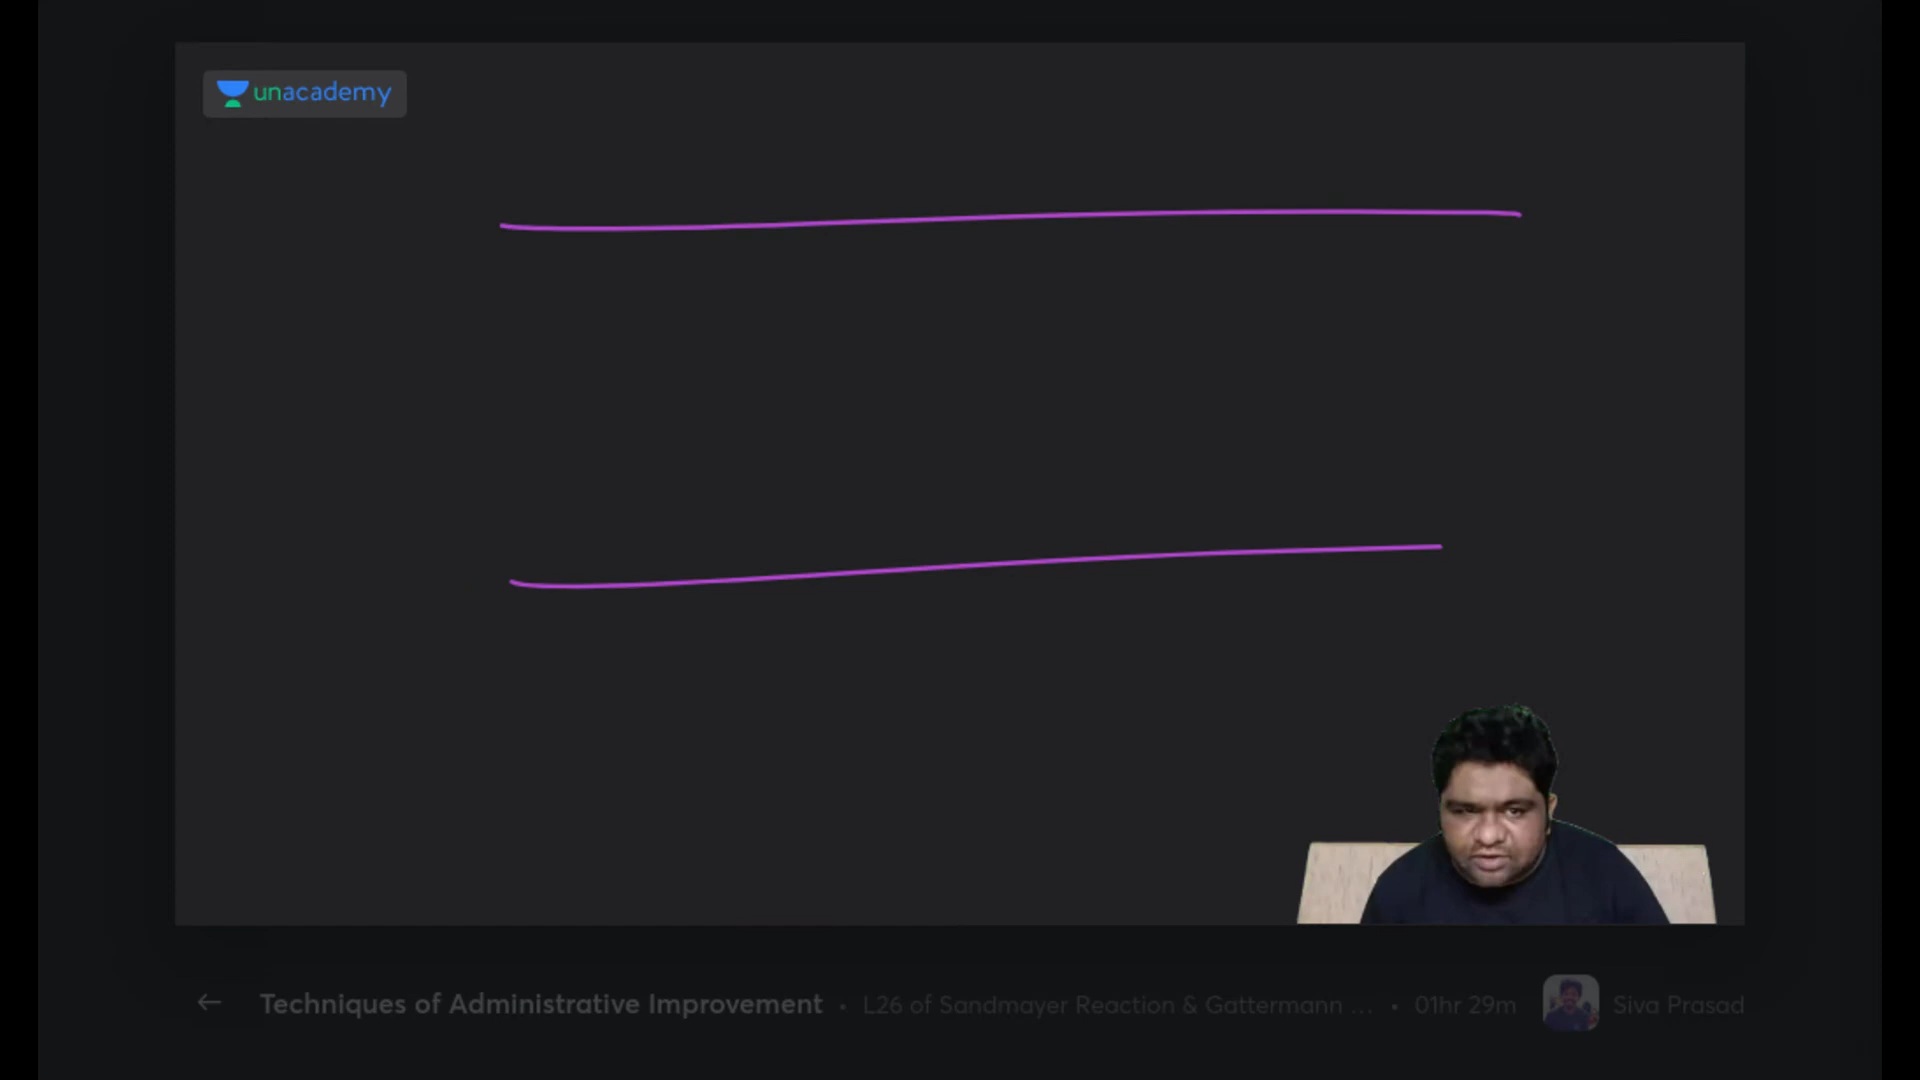 unacademy
Techniques of Administrative Improvement • L26 of Sandmayer Reaction & Gattermann ... • 01hr 29m Siva Prasad